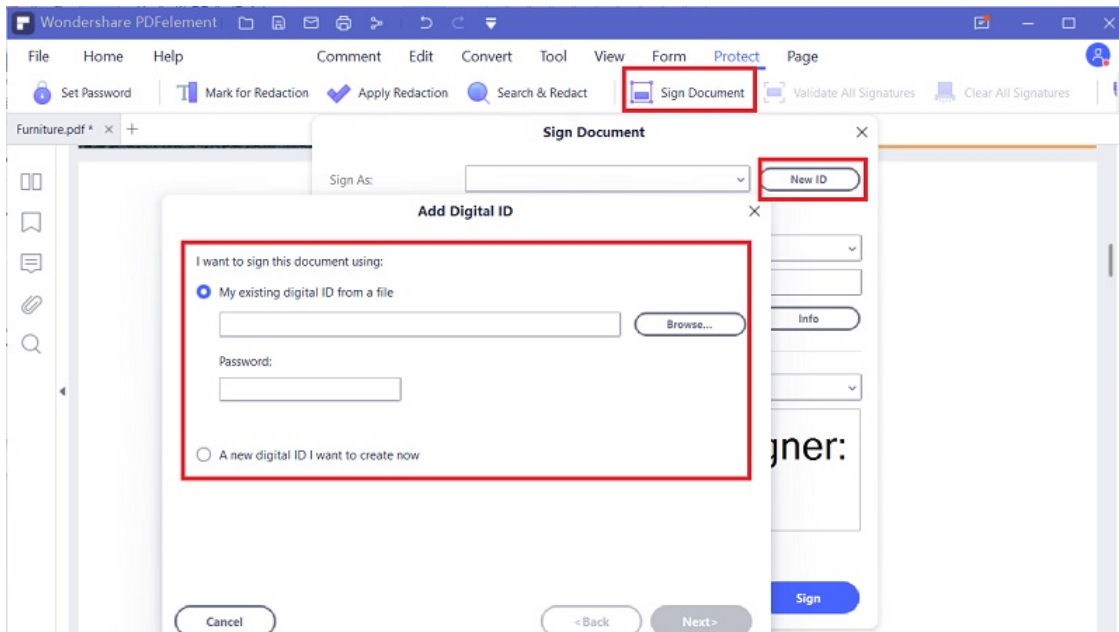 Wondershare PDFelement
File Home Help Comment Edit Convert Tool View Form Protect Page
Set Password Mark for Redaction Apply Redaction Search & Redact Sign Document Validate All Signatures Clear All Signatures
Furniture.pdf * × +
Sign Document
Sign As: New ID
Add Digital ID
I want to sign this document using:
My existing digital ID from a file
Browse...
Info
Password:
gner:
A new digital ID I want to create now
Sign
Cancel <Back Next>